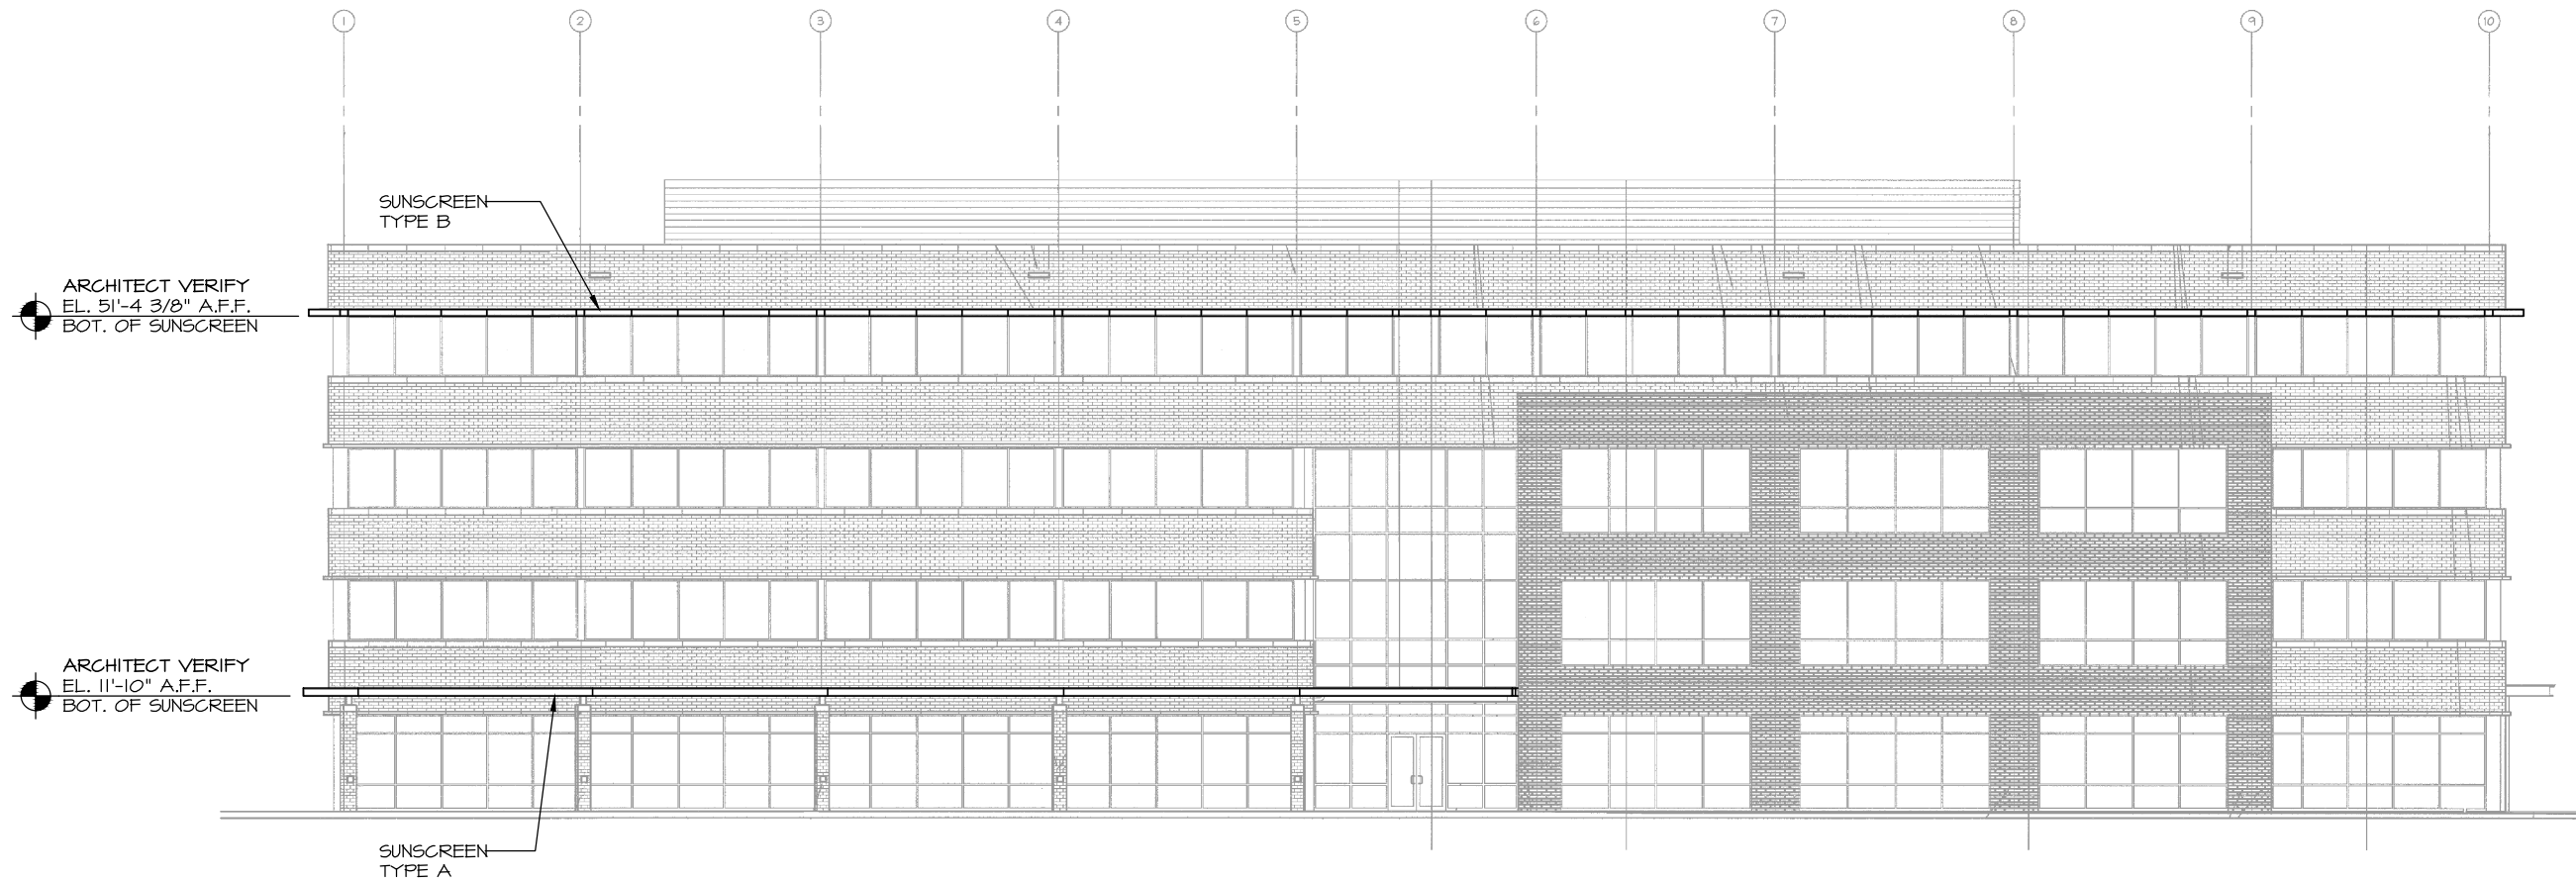 1 2 3 4 5 6 7 8 9 10
SUNSCREEN
TYPE B
ARCHITECT VERIFY
EL. 51'-4 3/8" A.F.F.
BOT. OF SUNSCREEN
ARCHITECT VERIFY
EL. 11'-10" A.F.F.
BOT. OF SUNSCREEN
SUNSCREEN
TYPE A